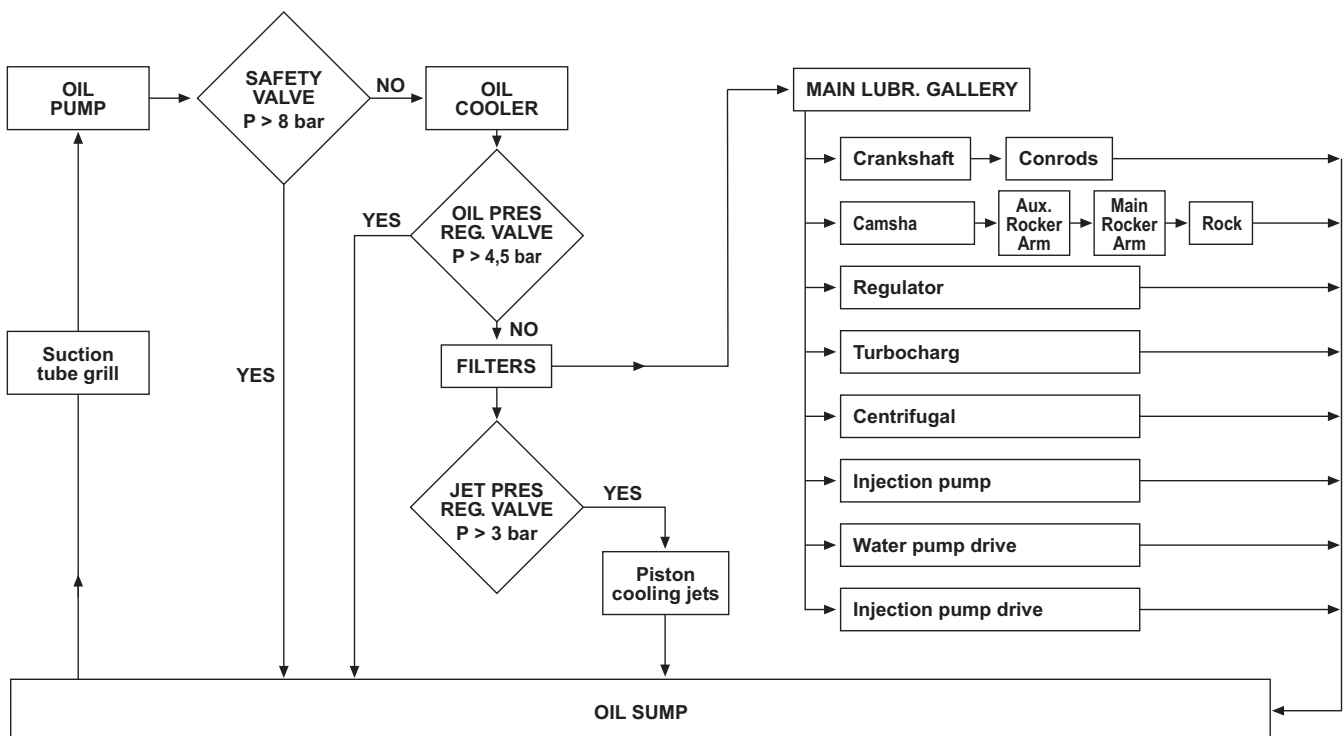 OIL
PUMP
SAFETY
VALVE
P > 8 bar
NO
OIL
COOLER
YES
OIL PRES
REG. VALVE
P > 4,5 bar
YES
NO
FILTERS
JET PRES
REG. VALVE
P > 3 bar
YES
Piston
cooling jets
Suction
tube grill
MAIN LUBR. GALLERY
Crankshaft
Conrods
Camsha
Aux.
Rocker
Arm
Main
Rocker
Arm
Rock
Regulator
Turbocharg
Centrifugal
Injection pump
Water pump drive
Injection pump drive
OIL SUMP